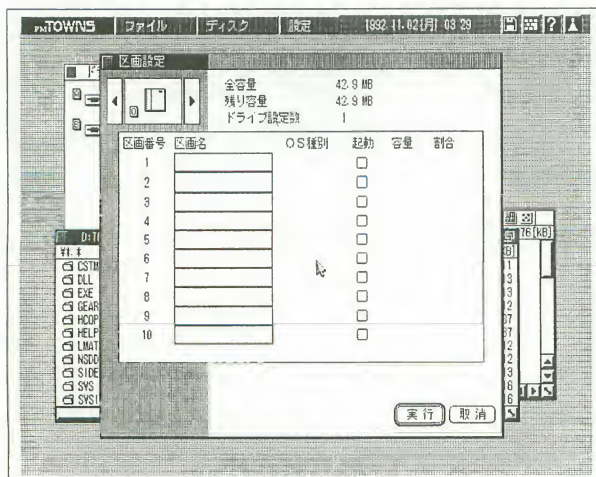 FMTOWNS ファイル ディスク 設定 1992.11.02[月] 03:29 ?
区画設定
全容量 42.9 MB
残り容量 42.9 MB
ドライブ設定数 1
区画番号 区画名 OS種別 起動 容量 割合
1
2
3
4
5
6
7
8
9
10
実行 取消
¥t.*
CSTM
DLL
EXE
GEAR
HCOP
HELP
LMAT
NSDD
SIDE
SYS
SYSI
76[KB]